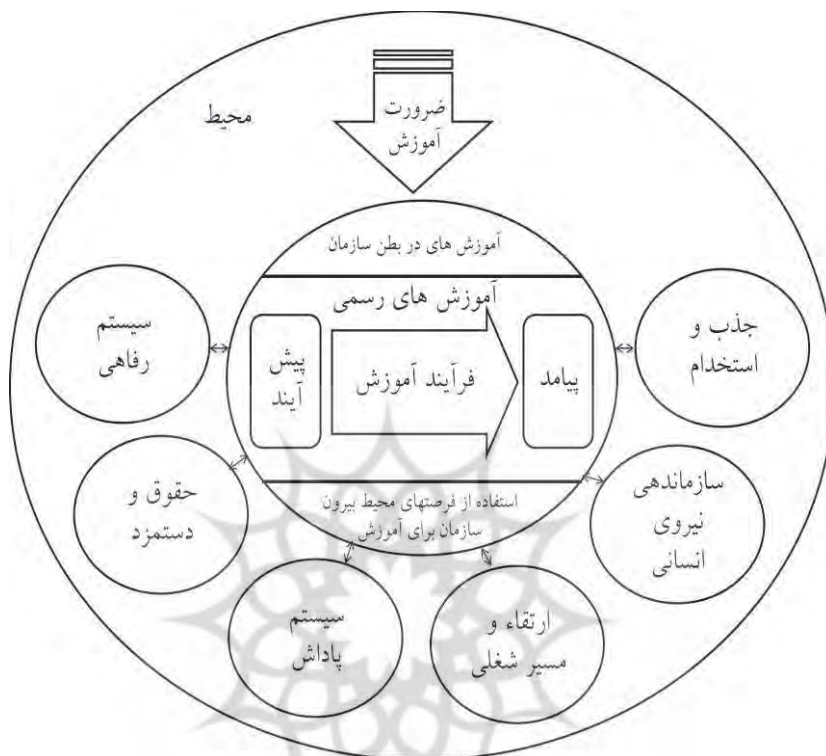 ضرورت
آموزش
محیط
آموزش های در بطن سازمان
آموزش های رسمی
پیش
آیند
فرآیند آموزش
پیامد
استفاده از فرصتهای محیط بیرون
سازمان برای آموزش
جذب و
استخدام
سازماندهی
نیروی
انسانی
ارتقاء و
مسیر شغلی
سیستم
پاداش
حقوق و
دستمزد
سیستم
رفاهی